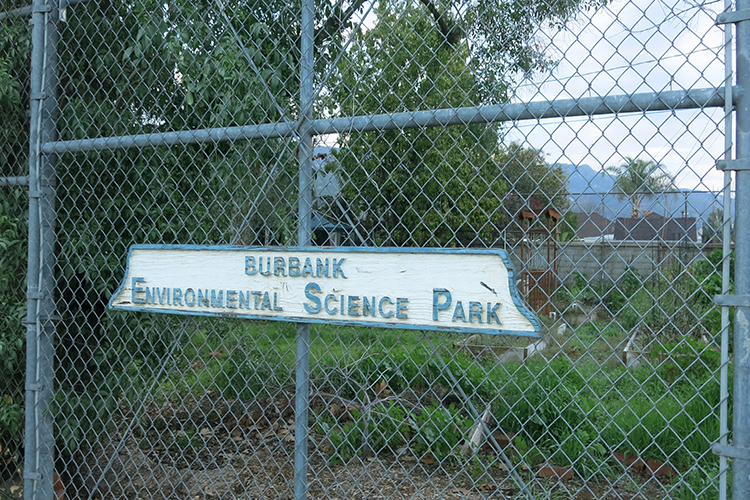 BURBANK
ENVIRONMENTAL SCIENCE PARK